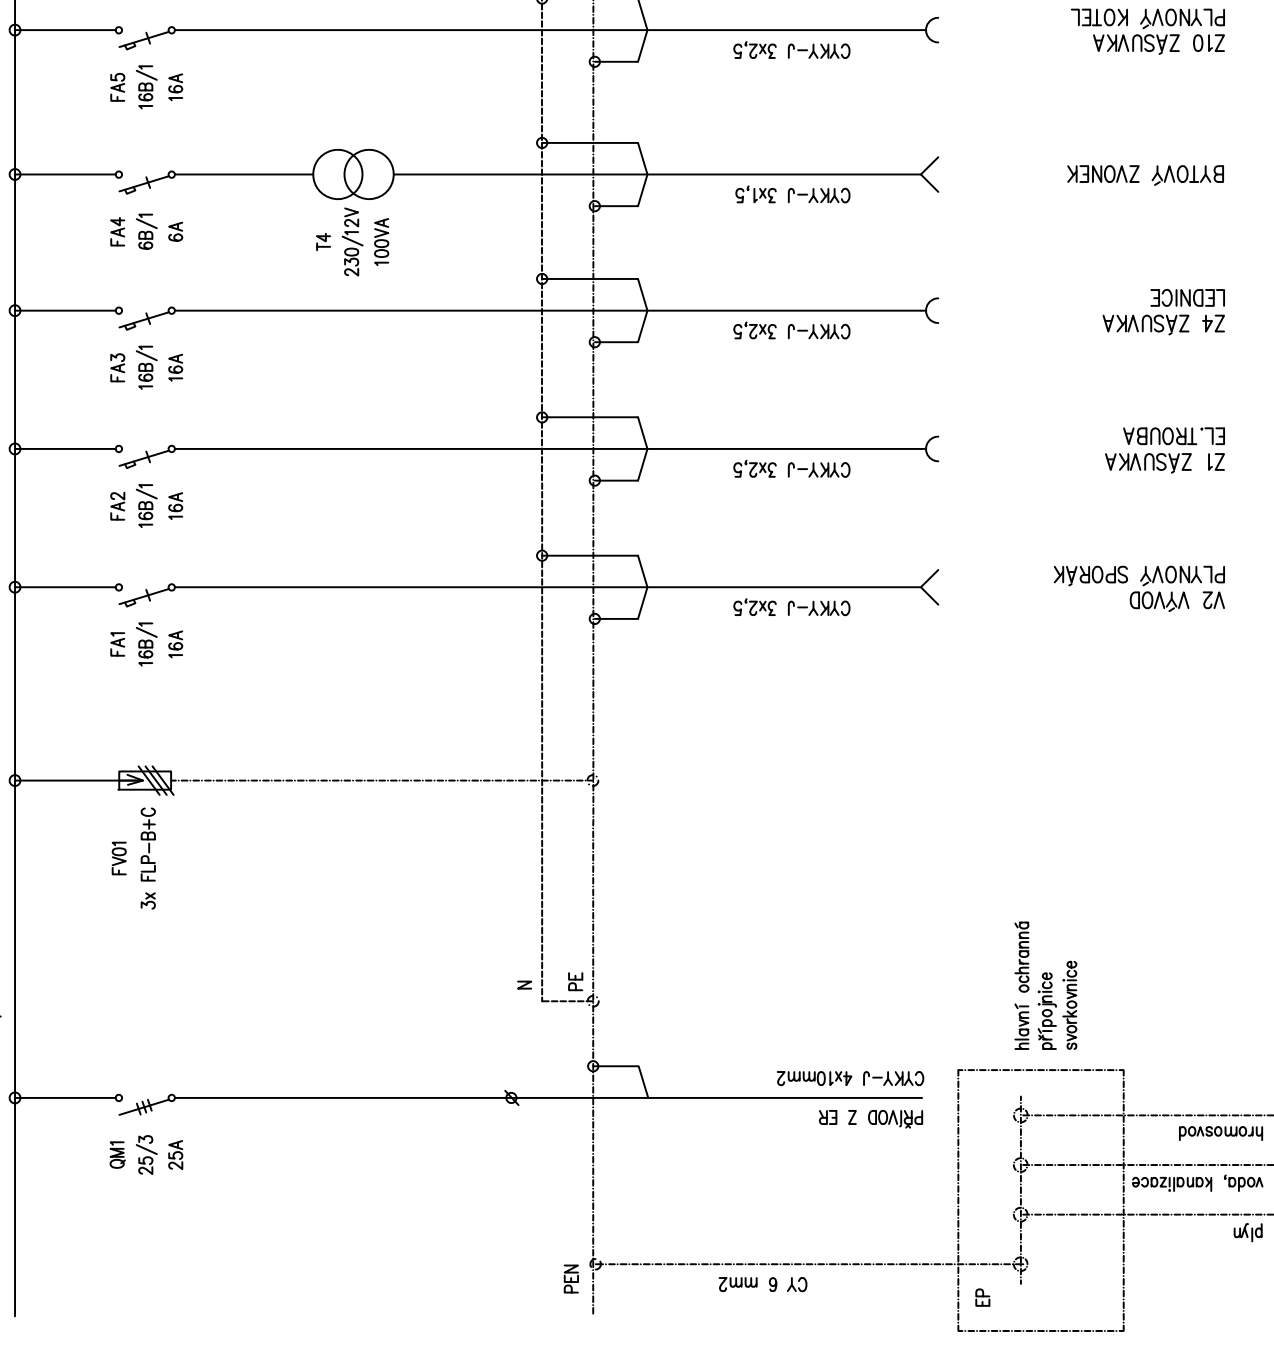 FA5
16B/1
16A
CYKY-J 3x2,5
Z10 ZÁSUVKA
PLYNOVÝ KOTEL
FA4
6B/1
6A
T4
230/12V
100VA
CYKY-J 3x1,5
BYTOVÝ ZVONEK
FA3
16B/1
16A
CYKY-J 3x2,5
Z4 ZÁSUVKA
LEDNICE
FA2
16B/1
16A
CYKY-J 3x2,5
Z1 ZÁSUVKA
EL.TROUBA
FA1
16B/1
16A
CYKY-J 3x2,5
V2 VÝVOD
PLYNOVÝ SPORÁK
FV01
3x FLP-B+C
N
PE
QM1
25/3
25A
PŘÍVOD Z ER
CYKY-J 4x10mm2
hlavní ochranná
přípojnice
svorkovnice
hromosvod
voda, kanalizace
plyn
PEN
CY 6 mm2
EP